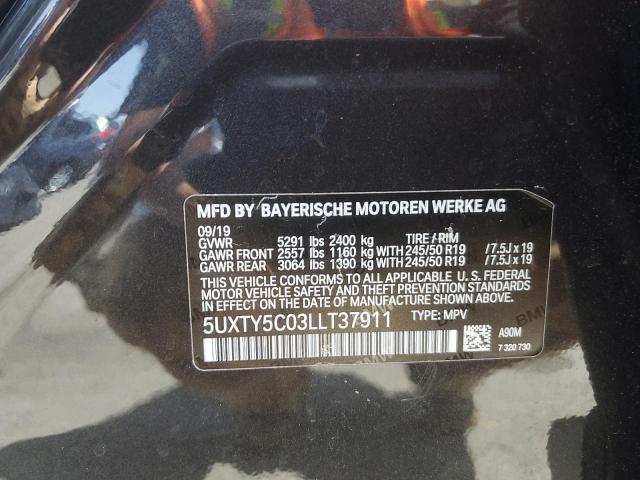 MFD BY BAYERISCHE MOTOREN WERKE AG
09/19
GVWR 5291 lbs 2400 kg TIRE/RIM
GAWR FRONT 2557 lbs 1160 kg WITH 245/50 R19 /7.5J x 19
GAWR REAR 3064 lbs 1390 kg WITH 245/50 R19 /7.5J x 19
THIS VEHICLE CONFORMS TO ALL APPLICABLE U. S. FEDERAL
MOTOR VEHICLE SAFETY AND THEFT PREVENTION STANDARDS
IN EFFECT ON THE DATE OF MANUFACTURE SHOWN ABOVE.
5UXTY5C03LLT37911 TYPE: MPV
A90M
7 320 730